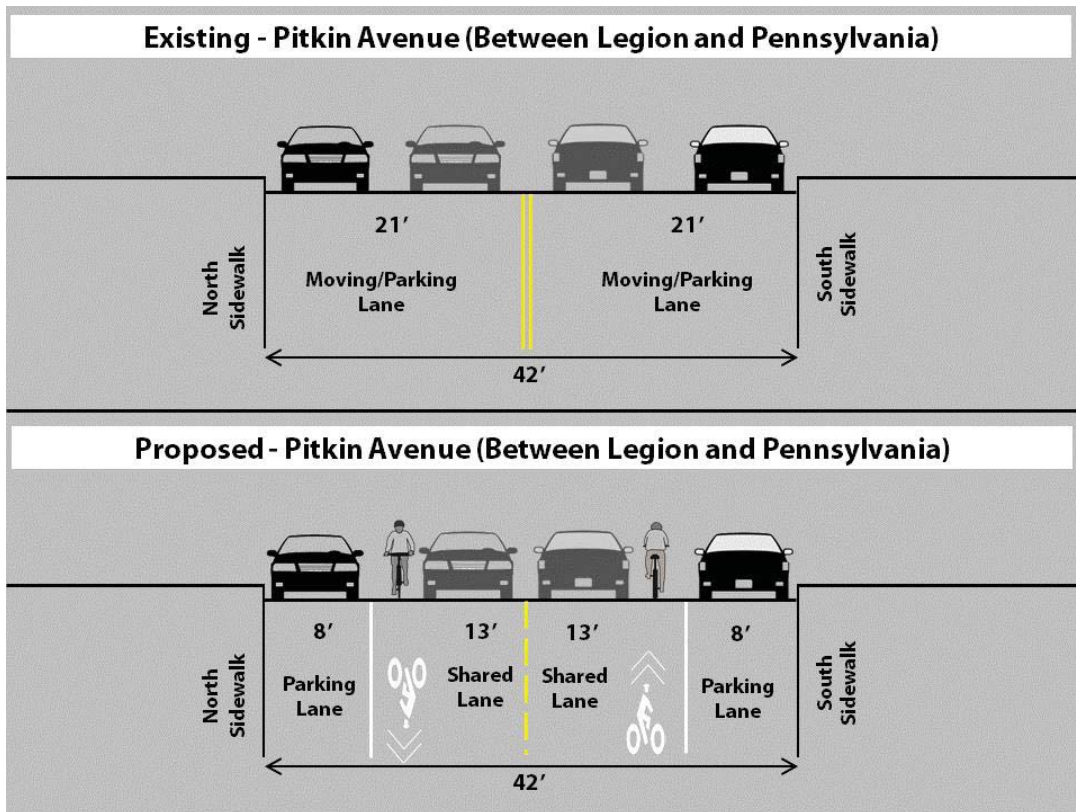 Existing - Pitkin Avenue (Between Legion and Pennsylvania)
North
Sidewalk
21’
Moving/Parking
Lane
21’
Moving/Parking
Lane
South
Sidewalk
42’
Proposed - Pitkin Avenue (Between Legion and Pennsylvania)
North
Sidewalk
8’
Parking
Lane
13’
Shared
Lane
13’
Shared
Lane
8’
Parking
Lane
South
Sidewalk
42’